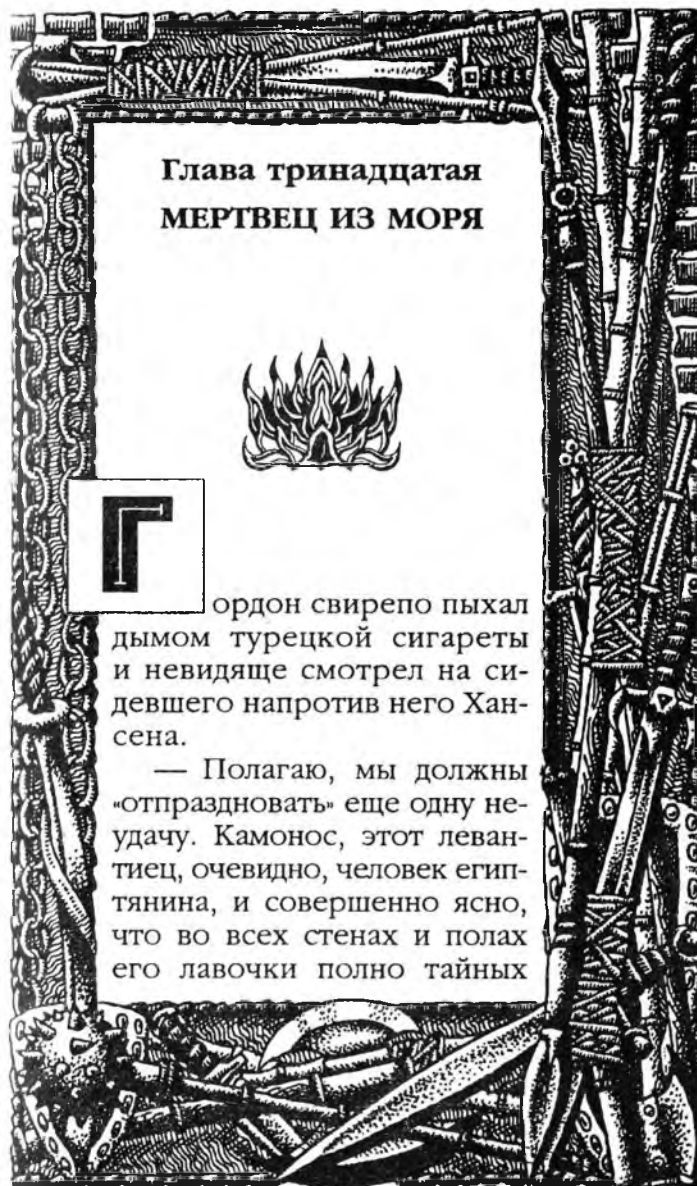 Глава тринадцатая
МЕРТВЕЦ ИЗ МОРЯ
Гордон свирепо пыхал
дымом турецкой сигареты
и невидяще смотрел на си-
девшего напротив него Хан-
сена.
— Полагаю, мы должны
«отпраздновать» еще одну не-
удачу. Камонос, этот леван-
тиец, очевидно, человек егип-
тянина, и совершенно ясно,
что во всех стенах и полах
его лавочки полно тайных